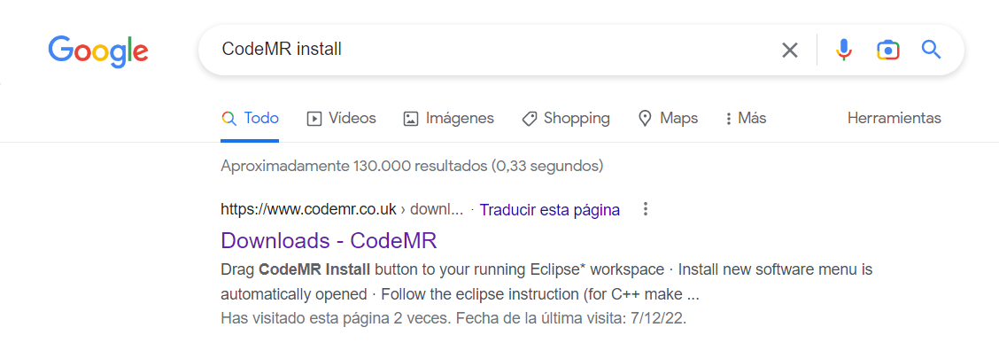 Google
CodeMR install
Todo Vídeos Imágenes Shopping Maps Más Herramientas
Aproximadamente 130.000 resultados (0,33 segundos)
https://www.codemr.co.uk › downl... · Traducir esta página
Downloads - CodeMR
Drag CodeMR Install button to your running Eclipse* workspace · Install new software menu is
automatically opened · Follow the eclipse instruction (for C++ make ...
Has visitado esta página 2 veces. Fecha de la última visita: 7/12/22.